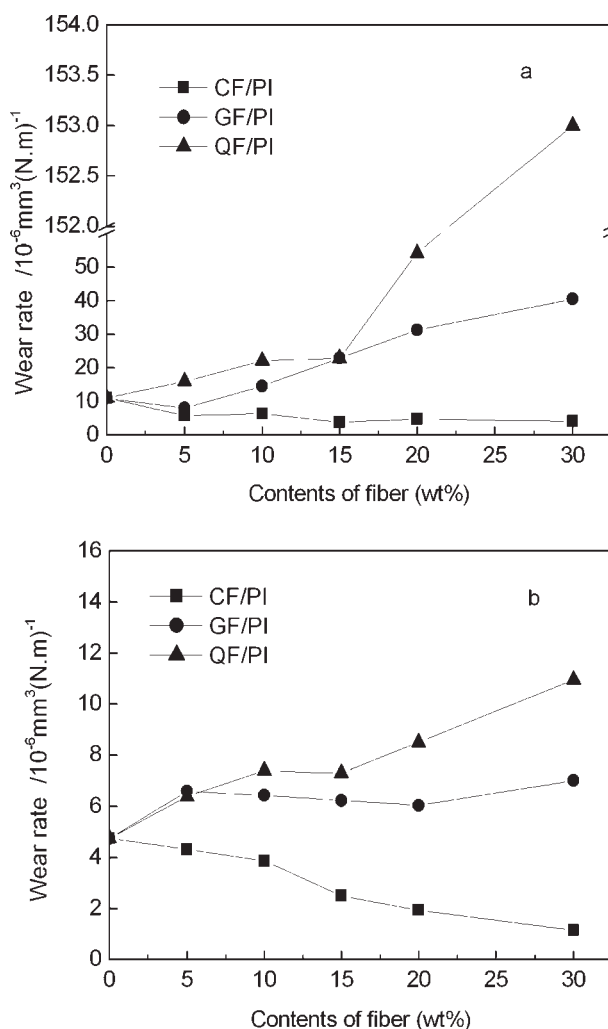 154.0
153.5
153.0
152.5
152.0
50
40
30
20
10
0
Wear rate /10⁻⁶mm³(N.m)⁻¹
CF/PI
GF/PI
QF/PI
a
0 5 10 15 20 25 30
Contents of fiber (wt%)
16
14
12
10
8
6
4
2
0
Wear rate /10⁻⁶mm³(N.m)⁻¹
CF/PI
GF/PI
QF/PI
b
0 5 10 15 20 25 30
Contents of fiber (wt%)